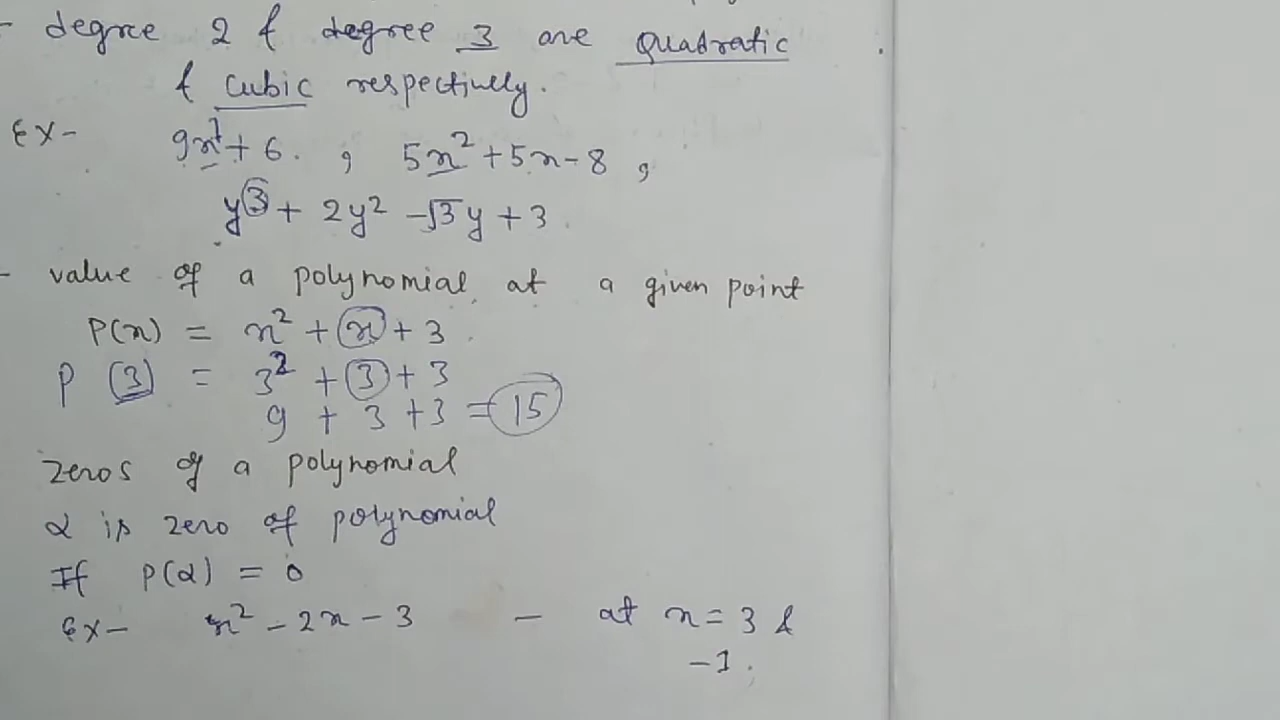 - degree 2 & degree 3 are Quadratic
& Cubic respectively.
Ex- 9x¹ + 6. , 5x² + 5x - 8 ,
y³ + 2y² - √3y + 3.
- value of a polynomial at a given point
P(x) = x² + x + 3.
P (3) = 3² + 3 + 3
9 + 3 + 3 = 15
Zeros of a polynomial
α is zero of polynomial
If P(α) = 0
Ex- x² - 2x - 3 - at x = 3 &
-1.